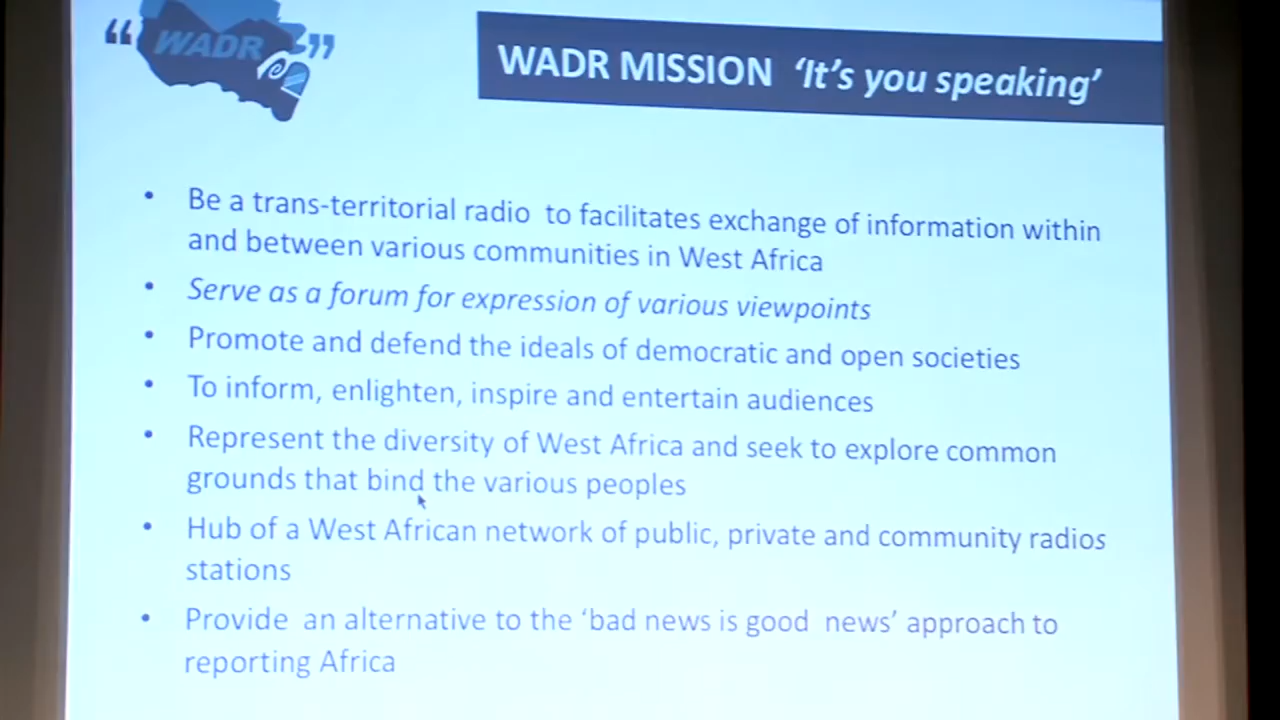 “ WADR ”
WADR MISSION ‘It’s you speaking’
• Be a trans-territorial radio to facilitates exchange of information within
and between various communities in West Africa
• Serve as a forum for expression of various viewpoints
• Promote and defend the ideals of democratic and open societies
• To inform, enlighten, inspire and entertain audiences
• Represent the diversity of West Africa and seek to explore common
grounds that bind the various peoples
• Hub of a West African network of public, private and community radios
stations
• Provide an alternative to the ‘bad news is good news’ approach to
reporting Africa